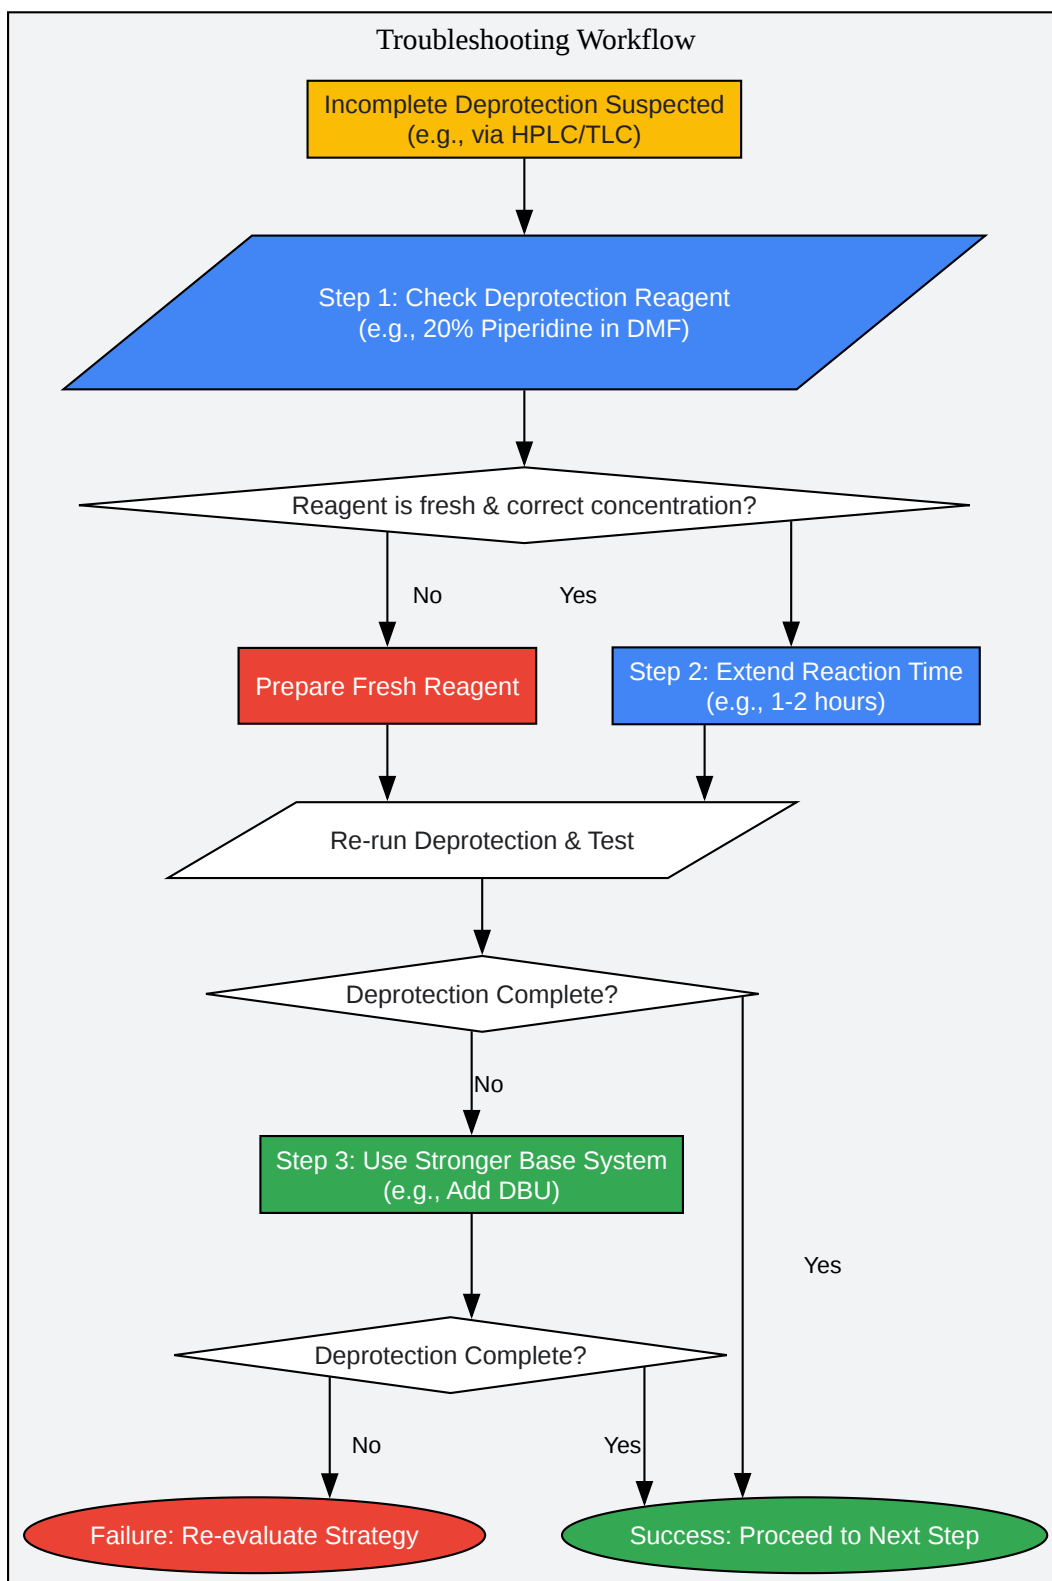 Troubleshooting Workflow
Incomplete Deprotection Suspected
(e.g., via HPLC/TLC)
Step 1: Check Deprotection Reagent
(e.g., 20% Piperidine in DMF)
Reagent is fresh & correct concentration?
No
Yes
Prepare Fresh Reagent
Step 2: Extend Reaction Time
(e.g., 1-2 hours)
Re-run Deprotection & Test
Deprotection Complete?
No
Step 3: Use Stronger Base System
(e.g., Add DBU)
Yes
Deprotection Complete?
No
Yes
Failure: Re-evaluate Strategy
Success: Proceed to Next Step